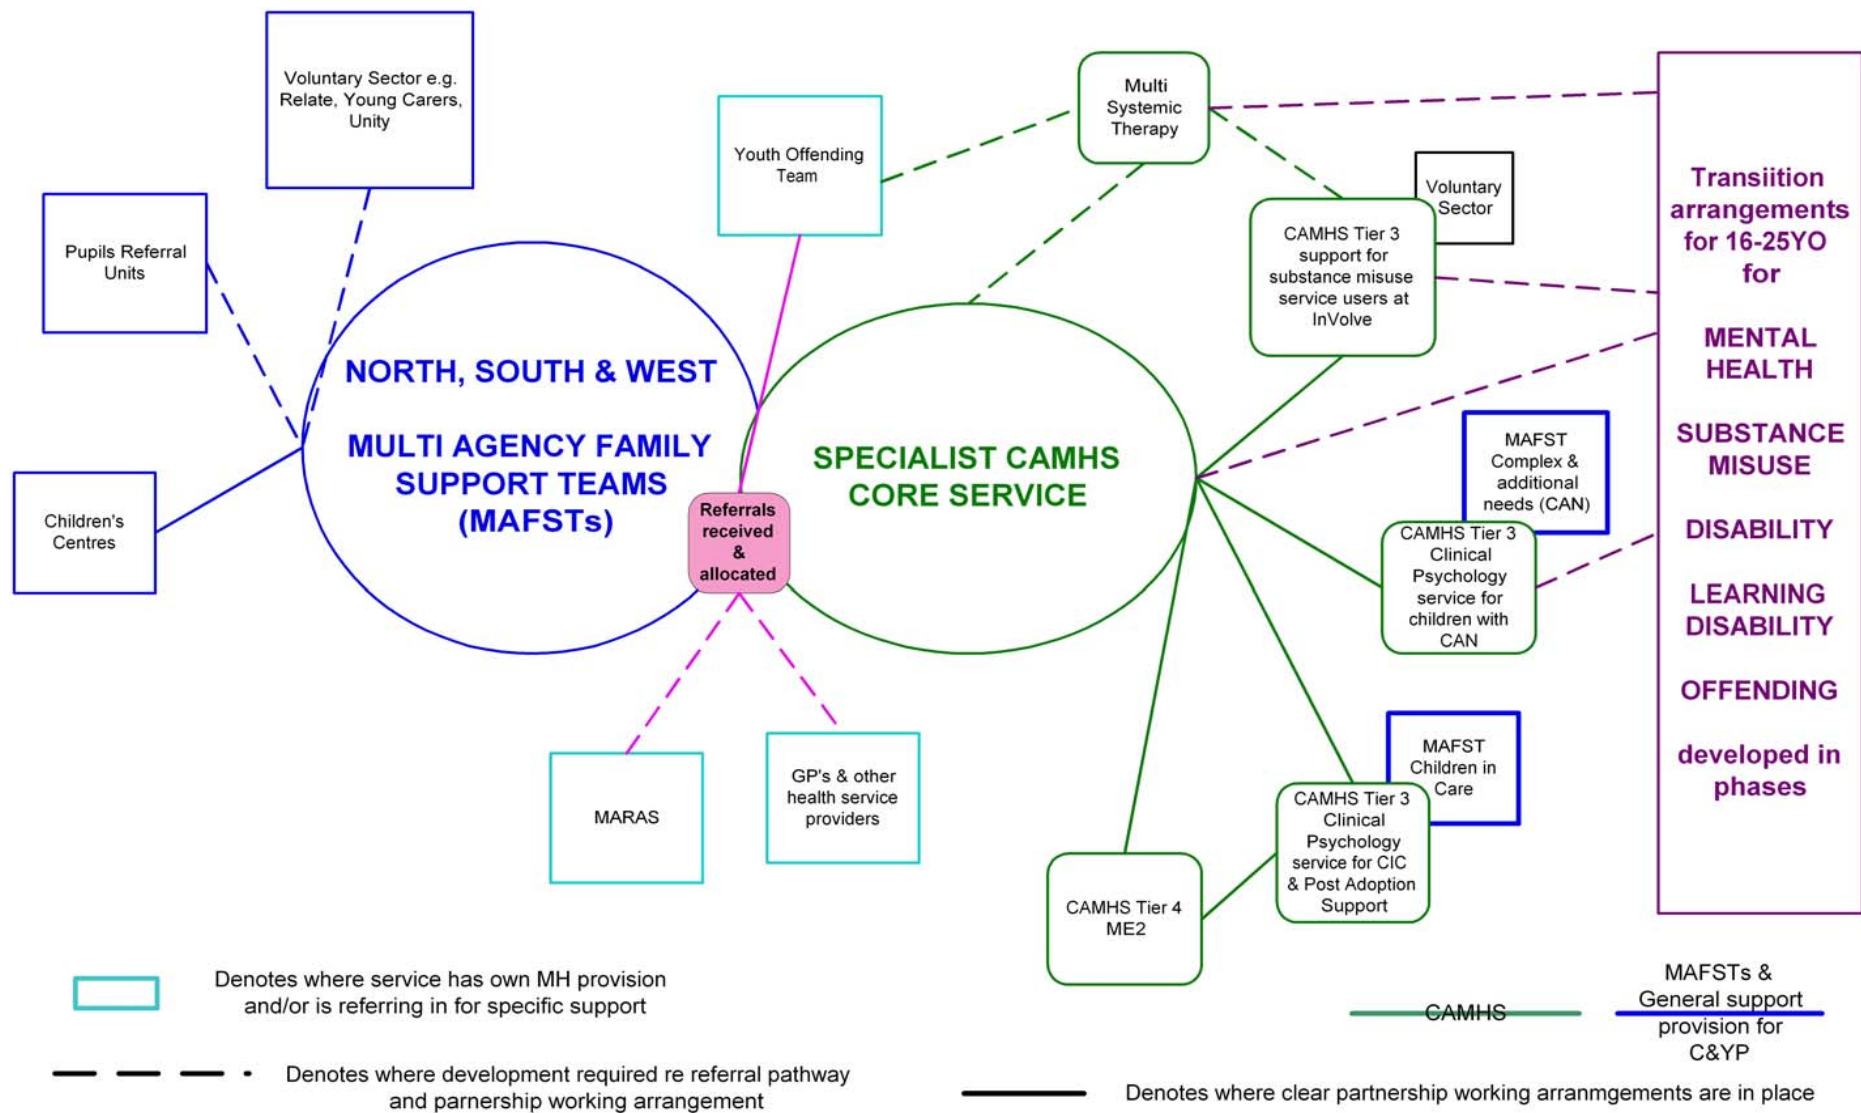 Voluntary Sector e.g.
Relate, Young Carers,
Unity
Pupils Referral
Units
Children's
Centres
NORTH, SOUTH & WEST
MULTI AGENCY FAMILY
SUPPORT TEAMS
(MAFSTs)
Youth Offending
Team
Referrals
received
&
allocated
MARAS
GP's & other
health service
providers
SPECIALIST CAMHS
CORE SERVICE
Multi
Systemic
Therapy
Voluntary
Sector
CAMHS Tier 3
support for
substance misuse
service users at
InVolve
MAFST
Complex &
additional
needs (CAN)
CAMHS Tier 3
Clinical
Psychology
service for
children with
CAN
MAFST
Children in
Care
CAMHS Tier 3
Clinical
Psychology
service for CIC
& Post Adoption
Support
CAMHS Tier 4
ME2
Transiition
arrangements
for 16-25YO
for
MENTAL
HEALTH
SUBSTANCE
MISUSE
DISABILITY
LEARNING
DISABILITY
OFFENDING
developed in
phases
Denotes where service has own MH provision
and/or is referring in for specific support
CAMHS
MAFSTs &
General support
provision for
C&YP
Denotes where development required re referral pathway
and parnership working arrangement
Denotes where clear partnership working arranmgements are in place